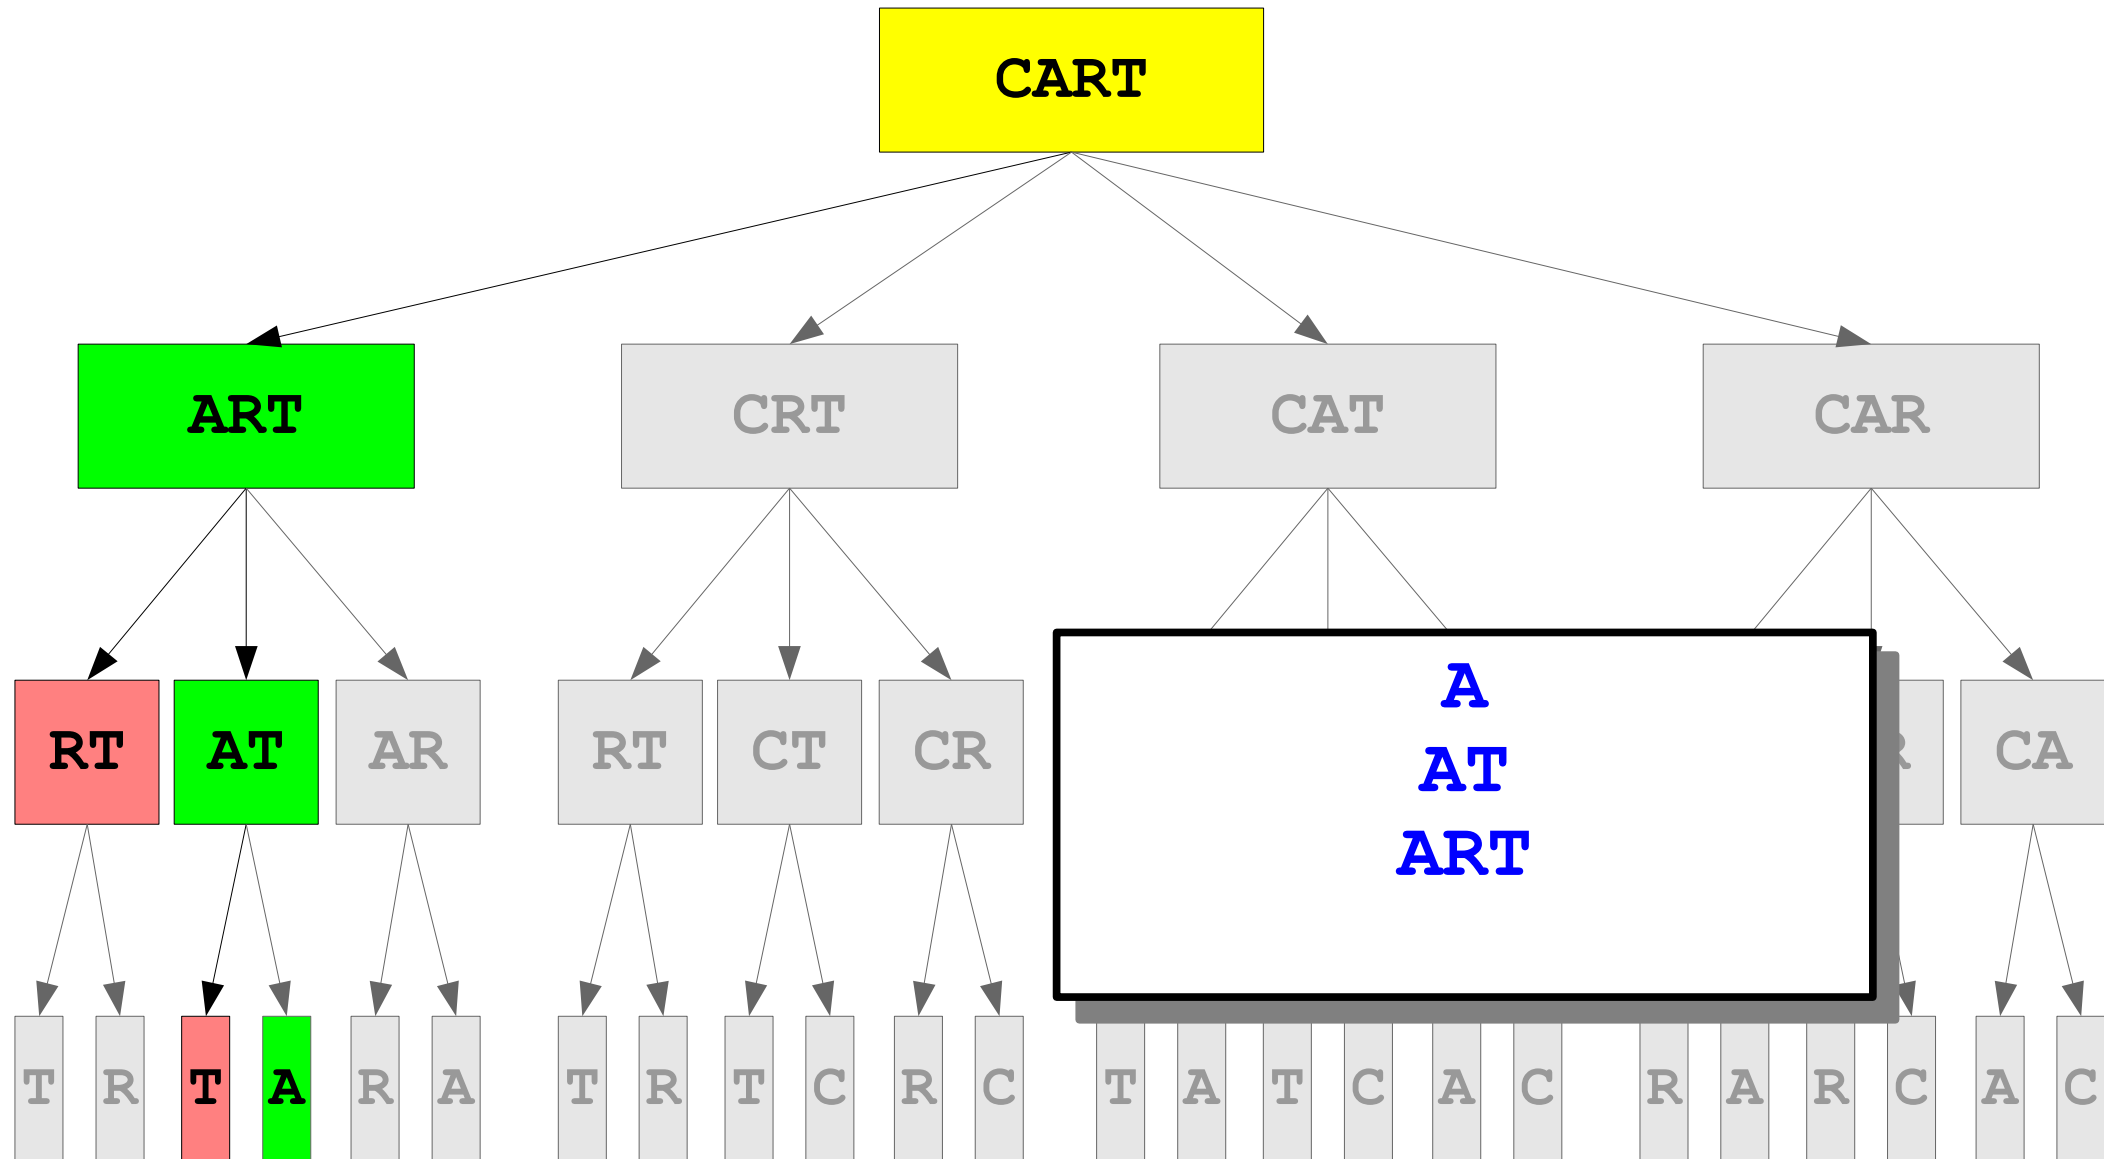 CART
ART CRT CAT CAR
RT AT AR RT CT CR CA
A
AT
ART
T R T A R A T R T C R C T A T C A C R A R C A C